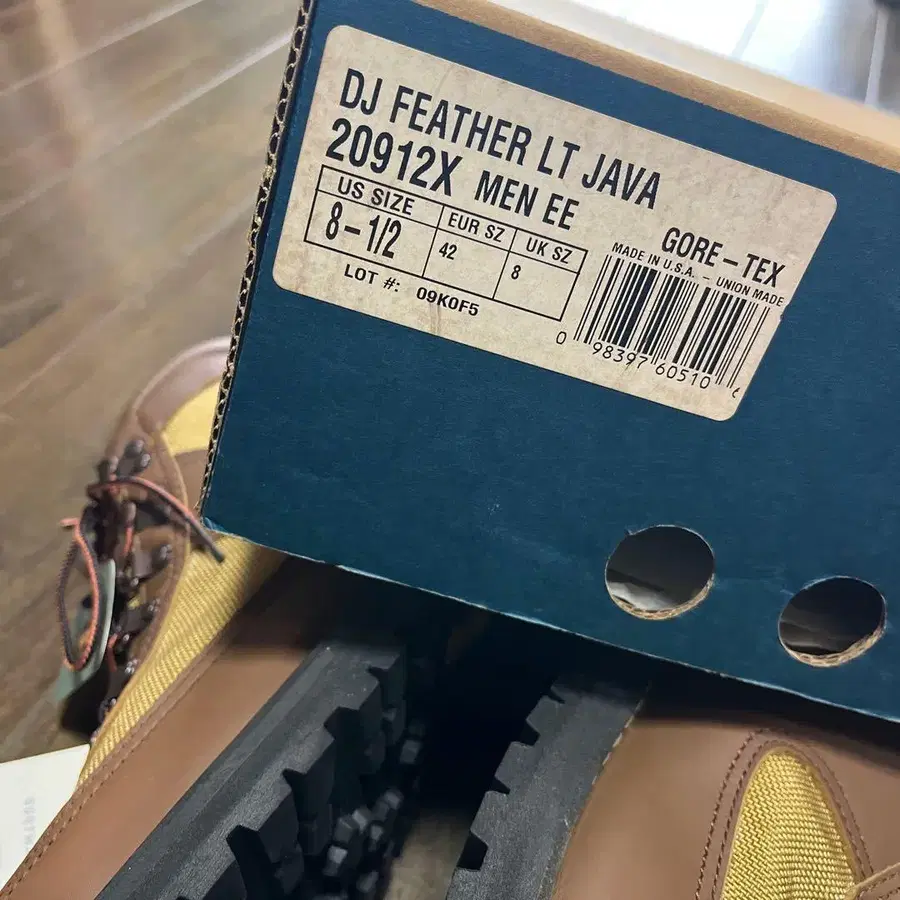 DJ FEATHER LT JAVA
20912X MEN EE
US SIZE EUR SZ UK SZ
8-1/2 42 8
LOT #: 09K0F5
GORE-TEX
MADE IN U.S.A. - UNION MADE
0 98397 60510